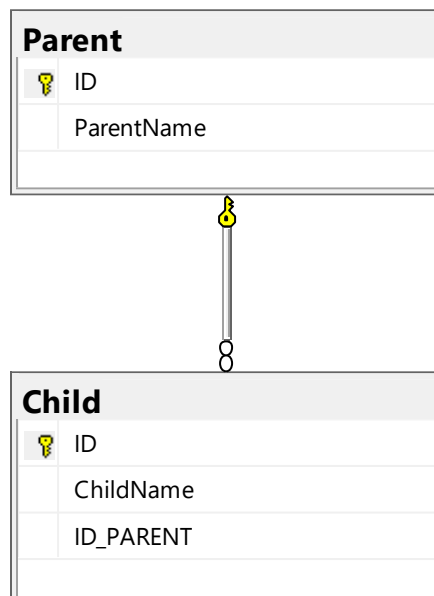 Parent
ID
ParentName
Child
ID
ChildName
ID_PARENT